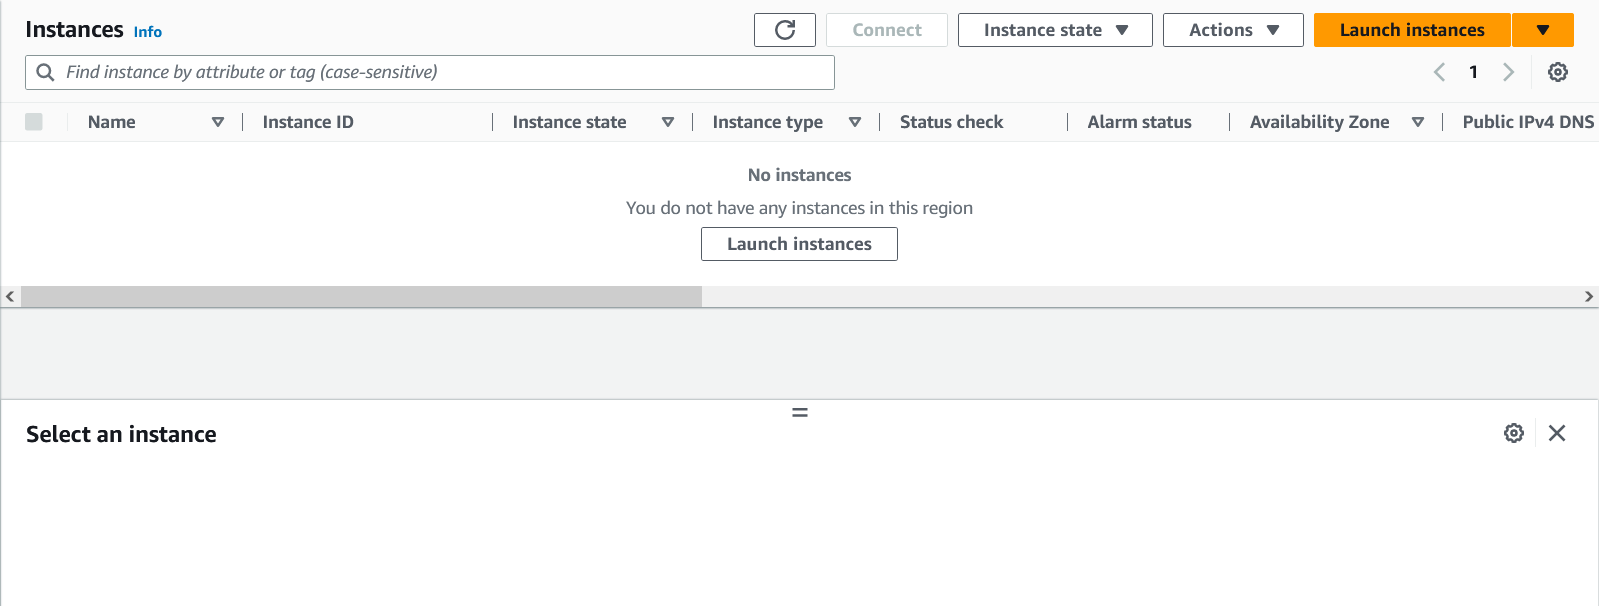 Instances Info
Connect
Instance state
Actions
Launch instances
Find instance by attribute or tag (case-sensitive)
1
Name Instance ID Instance state Instance type Status check Alarm status Availability Zone Public IPv4 DNS
No instances
You do not have any instances in this region
Launch instances
Select an instance